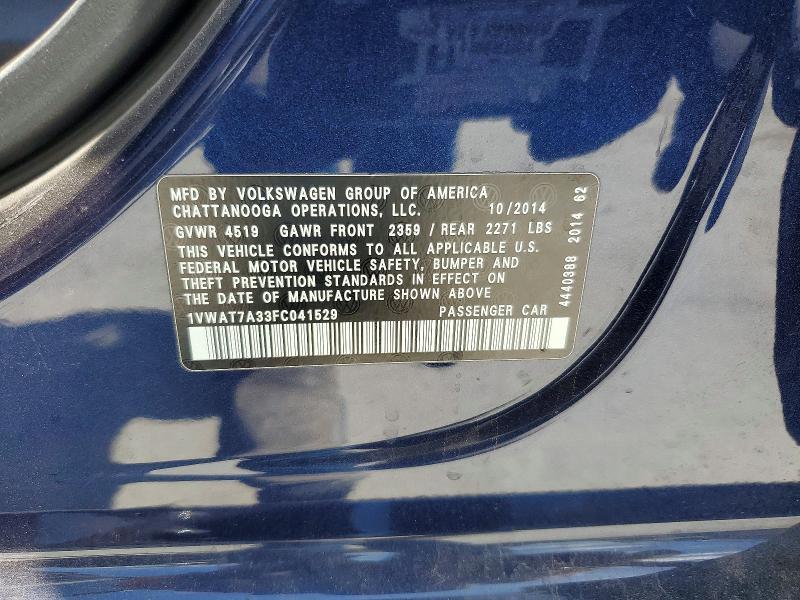 MFD BY VOLKSWAGEN GROUP OF AMERICA
CHATTANOOGA OPERATIONS, LLC. 10/2014
GVWR 4519 GAWR FRONT 2359 / REAR 2271 LBS
THIS VEHICLE CONFORMS TO ALL APPLICABLE U.S.
FEDERAL MOTOR VEHICLE SAFETY, BUMPER AND
THEFT PREVENTION STANDARDS IN EFFECT ON
THE DATE OF MANUFACTURE SHOWN ABOVE
1VWAT7A33FC041529 PASSENGER CAR
4440388 2014 62